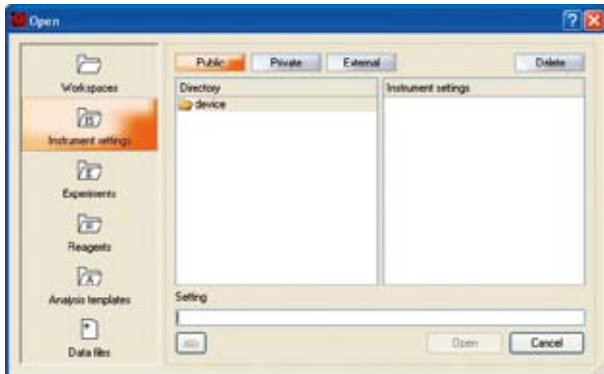 Open
Workspaces
Instrument settings
Experiments
Reagents
Analysis templates
Data files
Public Private External Delete
Directory
device
Instrument settings
Setting
Open Cancel